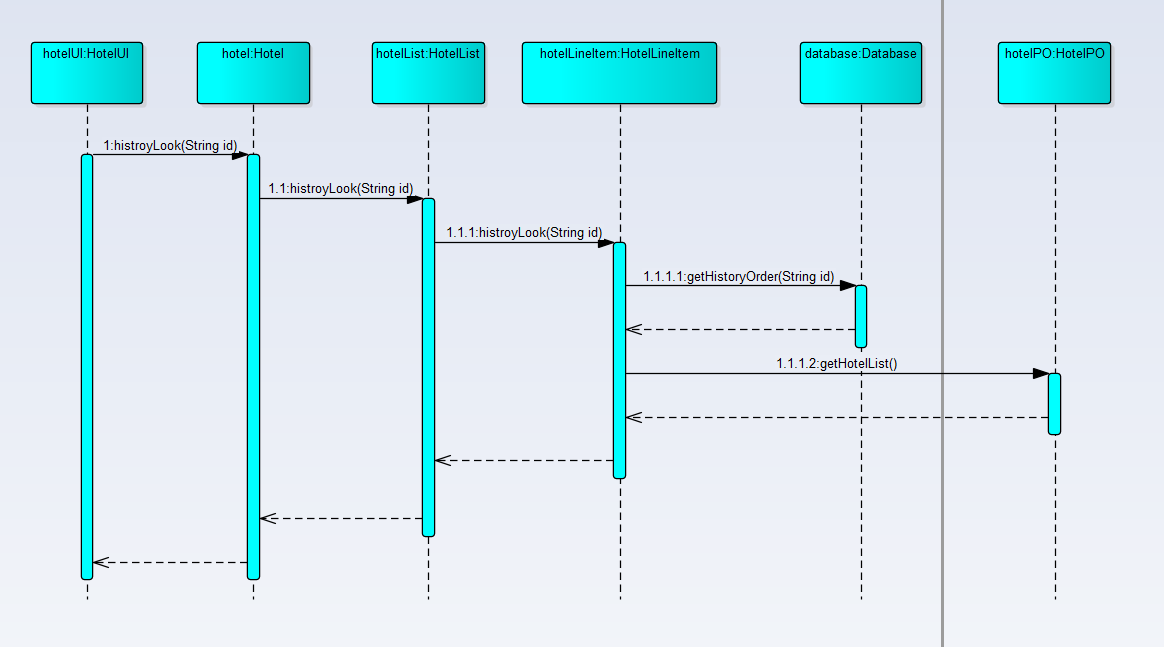 hotelUI:HotelUI
hotel:Hotel
hotelList:HotelList
hotelLineItem:HotelLineItem
database:Database
hotelPO:HotelPO
1:histroyLook(String id)
1.1:histroyLook(String id)
1.1.1:histroyLook(String id)
1.1.1.1:getHistoryOrder(String id)
1.1.1.2:getHotelList()